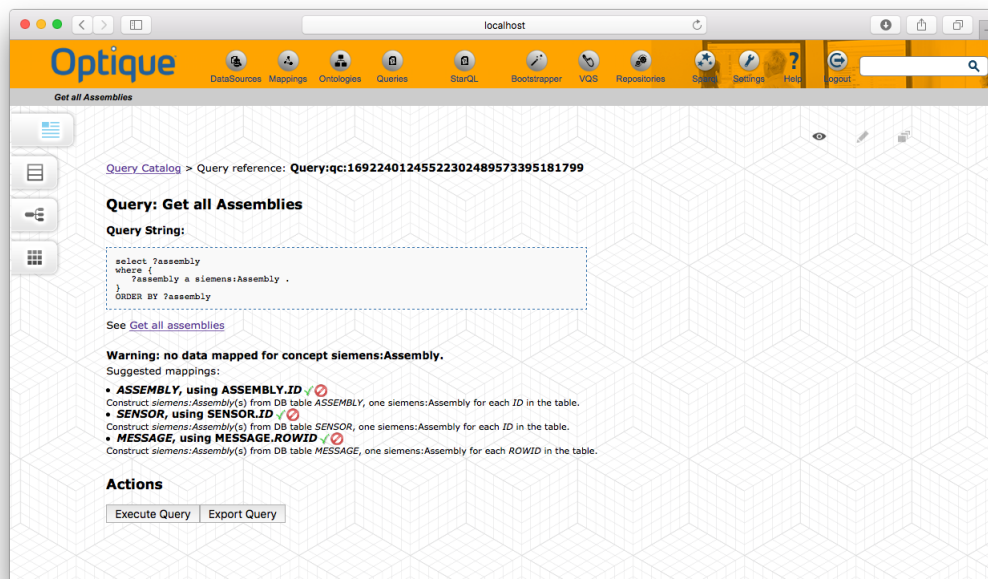 localhost
Optique
DataSources Mappings Ontologies Queries StarQL Bootstrapper VQS Repositories Sparql Settings Help Logout
Get all Assemblies
Query Catalog > Query reference: Query:qc:16922401245522302489573395181799
Query: Get all Assemblies
Query String:
select ?assembly
where {
?assembly a siemens:Assembly .
}
ORDER BY ?assembly
See Get all assemblies
Warning: no data mapped for concept siemens:Assembly.
Suggested mappings:
• ASSEMBLY, using ASSEMBLY.ID
Construct siemens:Assembly(s) from DB table ASSEMBLY, one siemens:Assembly for each ID in the table.
• SENSOR, using SENSOR.ID
Construct siemens:Assembly(s) from DB table SENSOR, one siemens:Assembly for each ID in the table.
• MESSAGE, using MESSAGE.ROWID
Construct siemens:Assembly(s) from DB table MESSAGE, one siemens:Assembly for each ROWID in the table.
Actions
Execute Query Export Query